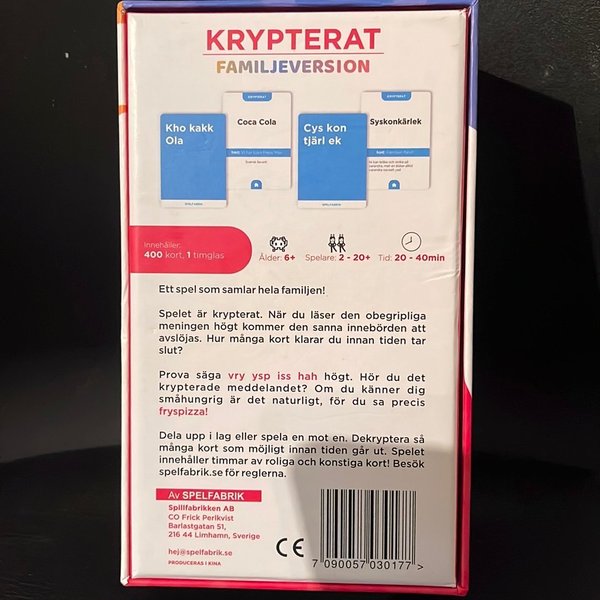 KRYPTERAT
FAMILJEVERSION
KRYPTERAT
KRYPTERAT
Kho kakk
Ola
Coca Cola
Cys kon
tjärl ek
Syskonkärlek
SPELFABRIK
SPELFABRIK
Innehåller:
400 kort, 1 timglas
Ålder: 6+
Spelare: 2 - 20+
Tid: 20 - 40min
Ett spel som samlar hela familjen!
Spelet är krypterat. När du läser den obegripliga
meningen högt kommer den sanna innebörden att
avslöjas. Hur många kort klarar du innan tiden tar
slut?
Prova säga vry ysp iss hah högt. Hör du det
krypterade meddelandet? Om du känner dig
småhungrig är det naturligt, för du sa precis
fryspizza!
Dela upp i lag eller spela en mot en. Dekryptera så
många kort som möjligt innan tiden går ut. Spelet
innehåller timmar av roliga och konstiga kort! Besök
spelfabrik.se för reglerna.
Av SPELFABRIK
Spillfabrikken AB
CO Frick Perlkvist
Barlastgatan 51,
216 44 Limhamn, Sverige
hej@spelfabrik.se
PRODUCERAS I KINA
CE
7 090057 030177 >